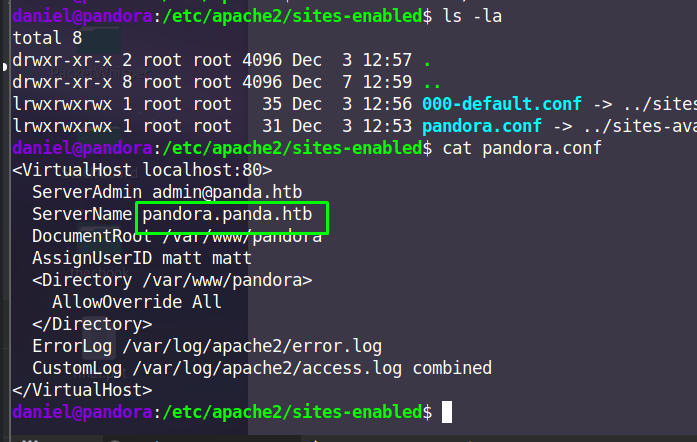 daniel@pandora:/etc/apache2/sites-enabled$ ls -la
total 8
drwxr-xr-x 2 root root 4096 Dec  3 12:57 .
drwxr-xr-x 8 root root 4096 Dec  7 12:59 ..
lrwxrwxrwx 1 root root   35 Dec  3 12:56 000-default.conf -> ../sites
lrwxrwxrwx 1 root root   31 Dec  3 12:53 pandora.conf -> ../sites-ava
daniel@pandora:/etc/apache2/sites-enabled$ cat pandora.conf
<VirtualHost localhost:80>
  ServerAdmin admin@panda.htb
  ServerName pandora.panda.htb
  DocumentRoot /var/www/pandora
  AssignUserID matt matt
  <Directory /var/www/pandora>
    AllowOverride All
  </Directory>
  ErrorLog /var/log/apache2/error.log
  CustomLog /var/log/apache2/access.log combined
</VirtualHost>
daniel@pandora:/etc/apache2/sites-enabled$